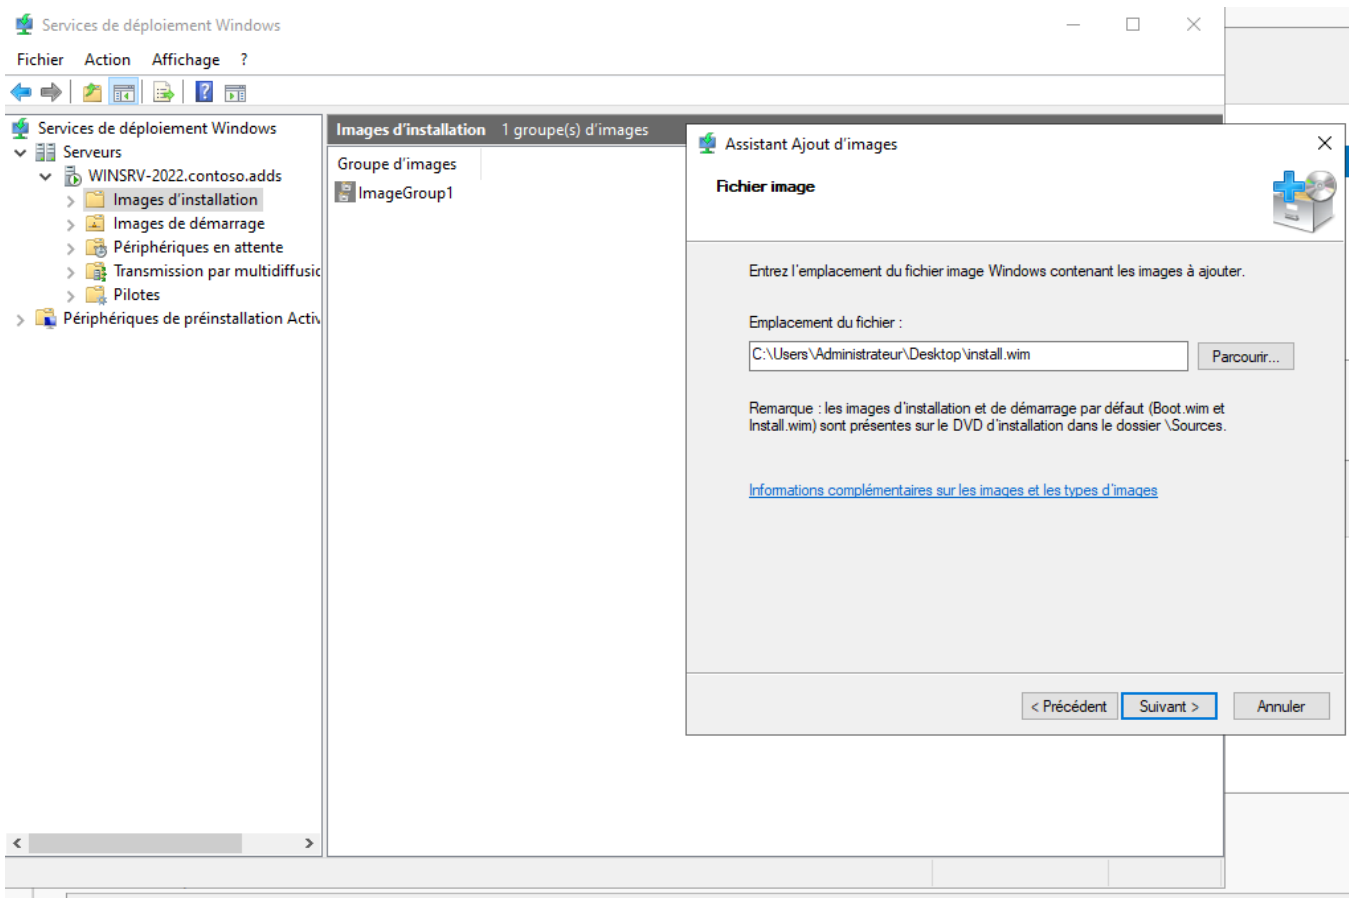 Services de déploiement Windows
Fichier Action Affichage ?
Services de déploiement Windows
Serveurs
WINSRV-2022.contoso.adds
Images d'installation
Images de démarrage
Périphériques en attente
Transmission par multidiffusic
Pilotes
Périphériques de préinstallation Activ
Images d'installation 1 groupe(s) d'images
Groupe d'images
ImageGroup1
Assistant Ajout d'images
Fichier image
Entrez l'emplacement du fichier image Windows contenant les images à ajouter.
Emplacement du fichier :
C:\Users\Administrateur\Desktop\install.wim
Parcourir...
Remarque : les images d'installation et de démarrage par défaut (Boot.wim et
Install.wim) sont présentes sur le DVD d'installation dans le dossier \Sources.
Informations complémentaires sur les images et les types d'images
< Précédent Suivant > Annuler